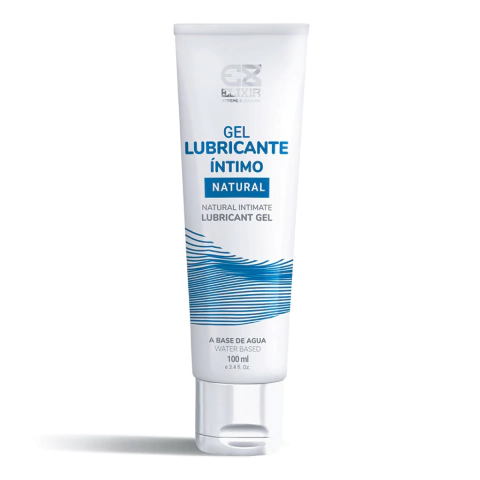 EX
ELIXIR
GEL
LUBRICANTE
ÍNTIMO
NATURAL
NATURAL INTIMATE
LUBRICANT GEL
A BASE DE AGUA
WATER BASED
100 ml
e 3.4 fl. Oz.